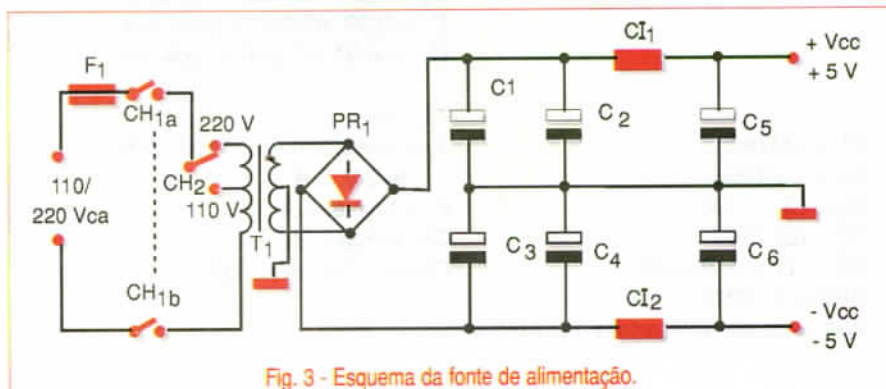 F1
CH1a
220 V
CH2
110 V
110/
220 Vca
CH1b
T1
PR1
C1
C2
C3
C4
C5
C6
CI1
CI2
+ Vcc
+ 5 V
- Vcc
- 5 V
Fig. 3 - Esquema da fonte de alimentação.